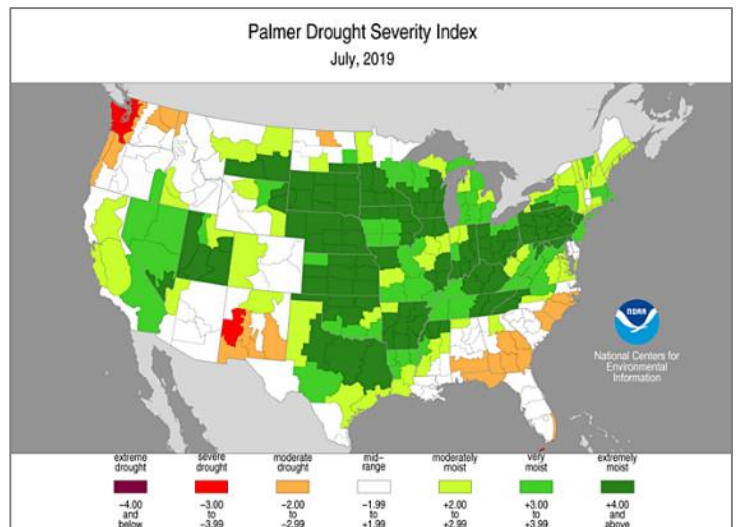 Palmer Drought Severity Index
July, 2019
NOAA
National Centers for
Environmental
Information
extreme severe moderate mid- moderately very extremely
drought drought drought range moist moist moist
−4.00 −3.00 −2.00 −1.99 +2.00 +3.00 +4.00
and to to to to to and
below −3.99 −2.99 +1.99 +2.99 +3.99 above